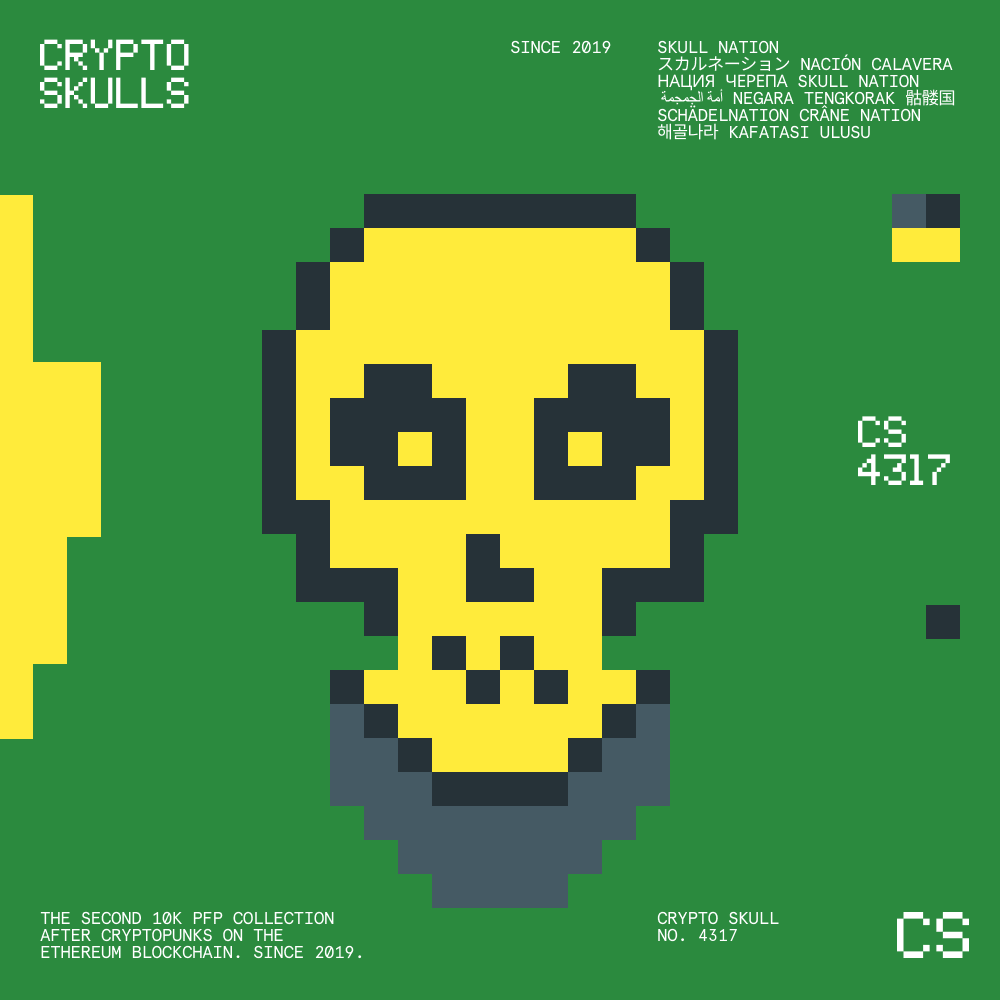 CRYPTO
SKULLS
SINCE 2019
SKULL NATION
スカルネーション NACIÓN CALAVERA
НАЦИЯ ЧЕРЕПА SKULL NATION
أمة الجمجمة NEGARA TENGKORAK 骷髅国
SCHÄDELNATION CRÂNE NATION
해골나라 KAFATASI ULUSU
CS
4317
THE SECOND 10K PFP COLLECTION
AFTER CRYPTOPUNKS ON THE
ETHEREUM BLOCKCHAIN. SINCE 2019.
CRYPTO SKULL
NO. 4317
CS